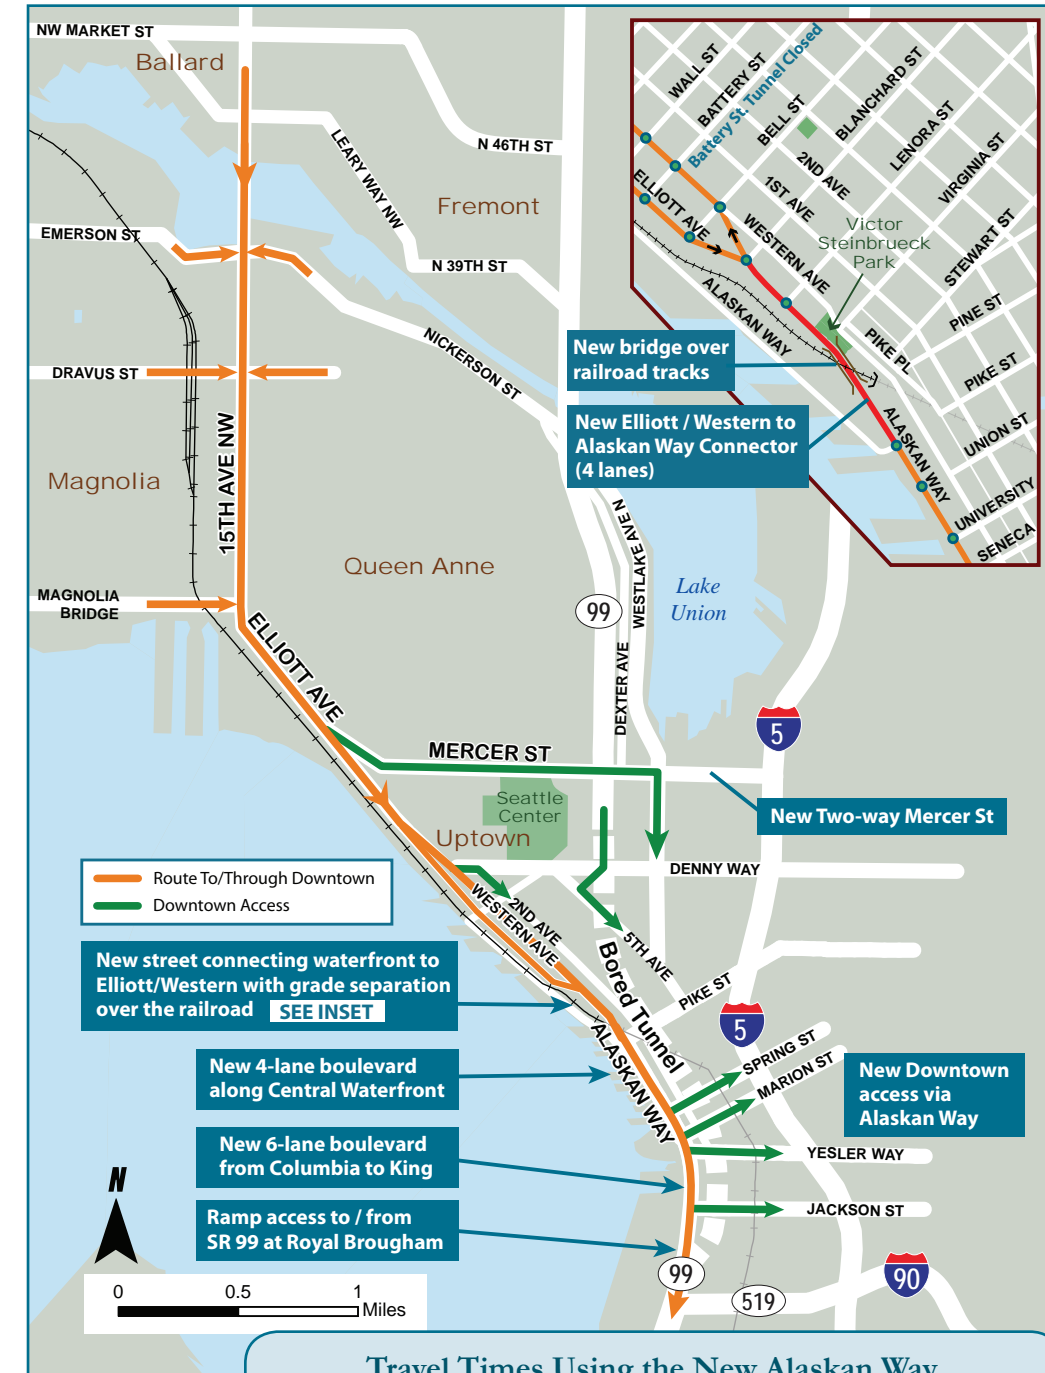 NW MARKET ST
Ballard
N 46TH ST
LEARY WAY NW
Fremont
EMERSON ST
N 39TH ST
NICKERSON ST
DRAVUS ST
15TH AVE NW
Magnolia
Queen Anne
MAGNOLIA
BRIDGE
ELLIOTT AVE
99
WESTLAKE AVE N
DEXTER AVE
Lake
Union
5
MERCER ST
Seattle
Center
Uptown
New Two-way Mercer St
DENNY WAY
Route To/Through Downtown
Downtown Access
2ND AVE
WESTERN AVE
5TH AVE
Bored Tunnel
PIKE ST
5
New street connecting waterfront to
Elliott/Western with grade separation
over the railroad SEE INSET
ALASKAN WAY
New 4-lane boulevard
along Central Waterfront
SPRING ST
MARION ST
New Downtown
access via
Alaskan Way
New 6-lane boulevard
from Columbia to King
YESLER WAY
JACKSON ST
Ramp access to / from
SR 99 at Royal Brougham
99
519
90
N
0 0.5 1
Miles
WALL ST
BATTERY ST
Battery St. Tunnel Closed
BELL ST
BLANCHARD ST
LENORA ST
VIRGINIA ST
2ND AVE
1ST AVE
ELLIOTT AVE
WESTERN AVE
Victor
Steinbrueck
Park
STEWART ST
ALASKAN WAY
PINE ST
PIKE PL
PIKE ST
New bridge over
railroad tracks
New Elliott / Western to
Alaskan Way Connector
(4 lanes)
ALASKAN WAY
UNION ST
UNIVERSITY
SENECA
Travel Times Using the New Alaskan Way